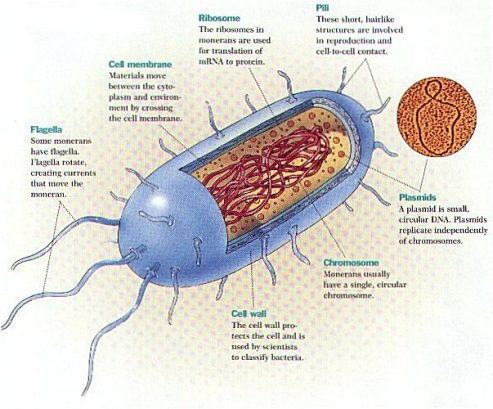 Pili
These short, hairlike
structures are involved
in reproduction and
cell-to-cell contact.
Ribosome
The ribosomes in
monerans are used
for translation of
mRNA to protein.
Cell membrane
Materials move
between the cyto-
plasm and environ-
ment by crossing
the cell membrane.
Flagella
Some monerans
have flagella.
Flagella rotate,
creating currents
that move the
moneran.
Plasmids
A plasmid is small,
circular DNA. Plasmids
replicate independently
of chromosomes.
Chromosome
Monerans usually
have a single, circular
chromosome.
Cell wall
The cell wall pro-
tects the cell and is
used by scientists
to classify bacteria.